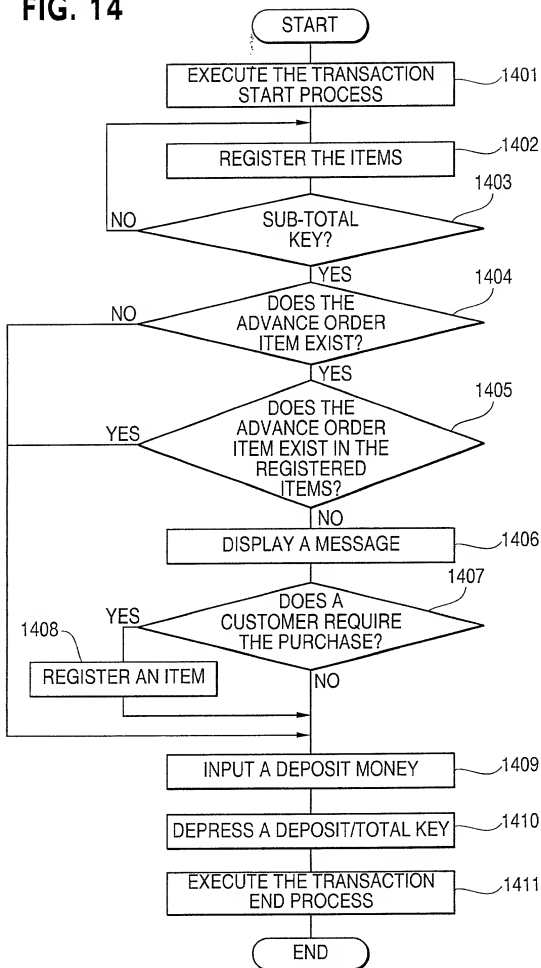 FIG. 14
START
EXECUTE THE TRANSACTION
START PROCESS
1401
REGISTER THE ITEMS
1402
1403
NO
SUB-TOTAL
KEY?
YES
1404
NO
DOES THE
ADVANCE ORDER
ITEM EXIST?
YES
1405
YES
DOES THE
ADVANCE ORDER
ITEM EXIST IN THE
REGISTERED
ITEMS?
NO
DISPLAY A MESSAGE
1406
1407
YES
DOES A
CUSTOMER REQUIRE
THE PURCHASE?
1408
REGISTER AN ITEM
NO
INPUT A DEPOSIT MONEY
1409
DEPRESS A DEPOSIT/TOTAL KEY
1410
EXECUTE THE TRANSACTION
END PROCESS
1411
END